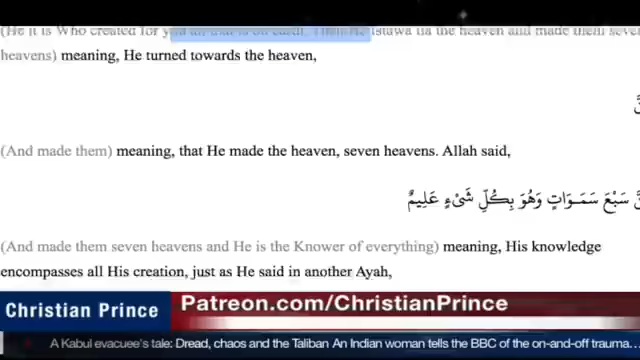 (He it is Who created for you all that is on earth. Then He Istawa ila the heaven and made them seven
heavens) meaning, He turned towards the heaven,
(And made them) meaning, that He made the heaven, seven heavens. Allah said,
سَبْعَ سَمَـوَاتٍ وَهُوَ بِكُلِّ شَيْءٍ عَلِيمٌ
(And made them seven heavens and He is the Knower of everything) meaning, His knowledge
encompasses all His creation, just as He said in another Ayah,
Christian Prince
Patreon.com/ChristianPrince
A Kabul evacuee's tale: Dread, chaos and the Taliban An Indian woman tells the BBC of the on-and-off trauma...